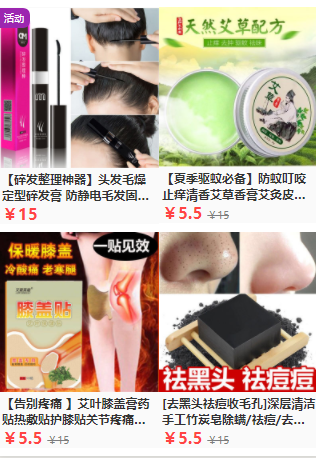 活动
天然艾草配方
【碎发整理神器】头发毛燥
定型碎发膏 防静电毛发固...
￥15
【夏季驱蚊必备】防蚊叮咬
止痒清香艾草香膏艾灸皮...
￥5.5 ￥15
保暖膝盖
冷酸痛 老寒腿
一贴见效
膝盖贴
【告别疼痛 】艾叶膝盖膏药
贴热敷贴护膝贴关节疼痛...
￥5.5 ￥15
祛黑头 祛痘痘
[去黑头祛痘收毛孔]深层清洁
手工竹炭皂除螨/祛痘/去...
￥5.5 ￥15